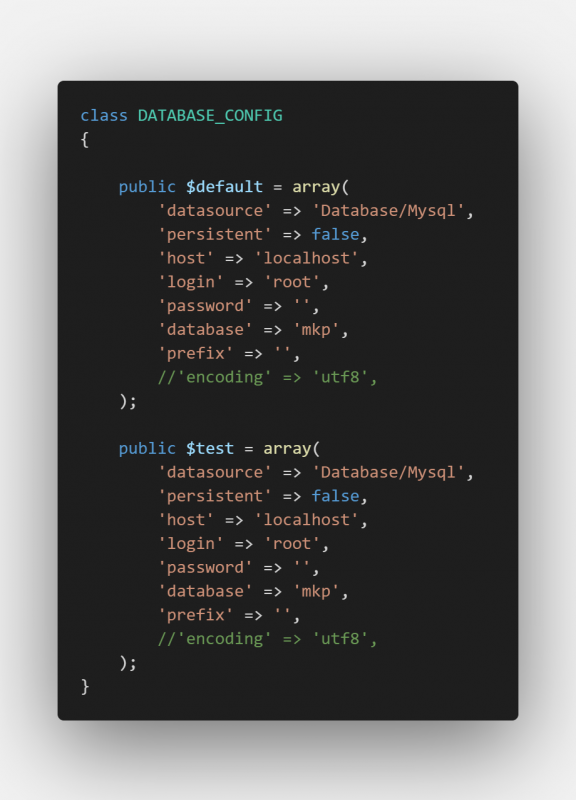 class DATABASE_CONFIG
{
public $default = array(
'datasource' => 'Database/Mysql',
'persistent' => false,
'host' => 'localhost',
'login' => 'root',
'password' => '',
'database' => 'mkp',
'prefix' => '',
//'encoding' => 'utf8',
);
public $test = array(
'datasource' => 'Database/Mysql',
'persistent' => false,
'host' => 'localhost',
'login' => 'root',
'password' => '',
'database' => 'mkp',
'prefix' => '',
//'encoding' => 'utf8',
);
}